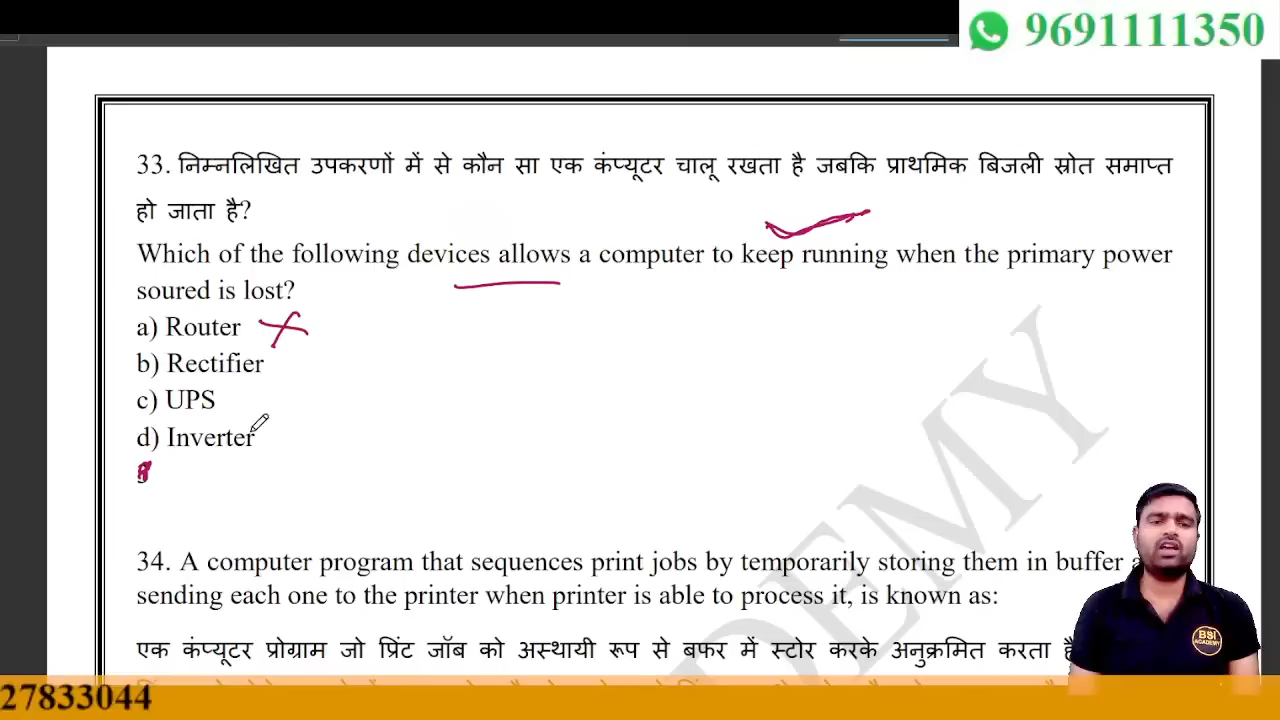 9691111350
33. निम्नलिखित उपकरणों में से कौन सा एक कंप्यूटर चालू रखता है जबकि प्राथमिक बिजली स्रोत समाप्त
हो जाता है?
Which of the following devices allows a computer to keep running when the primary power
soured is lost?
a) Router
b) Rectifier
c) UPS
d) Inverter
34. A computer program that sequences print jobs by temporarily storing them in buffer
sending each one to the printer when printer is able to process it, is known as:
एक कंप्यूटर प्रोग्राम जो प्रिंट जॉब को अस्थायी रूप से बफर में स्टोर करके अनुक्रमित करता
DEMY
BSI
ACADEMY
27833044